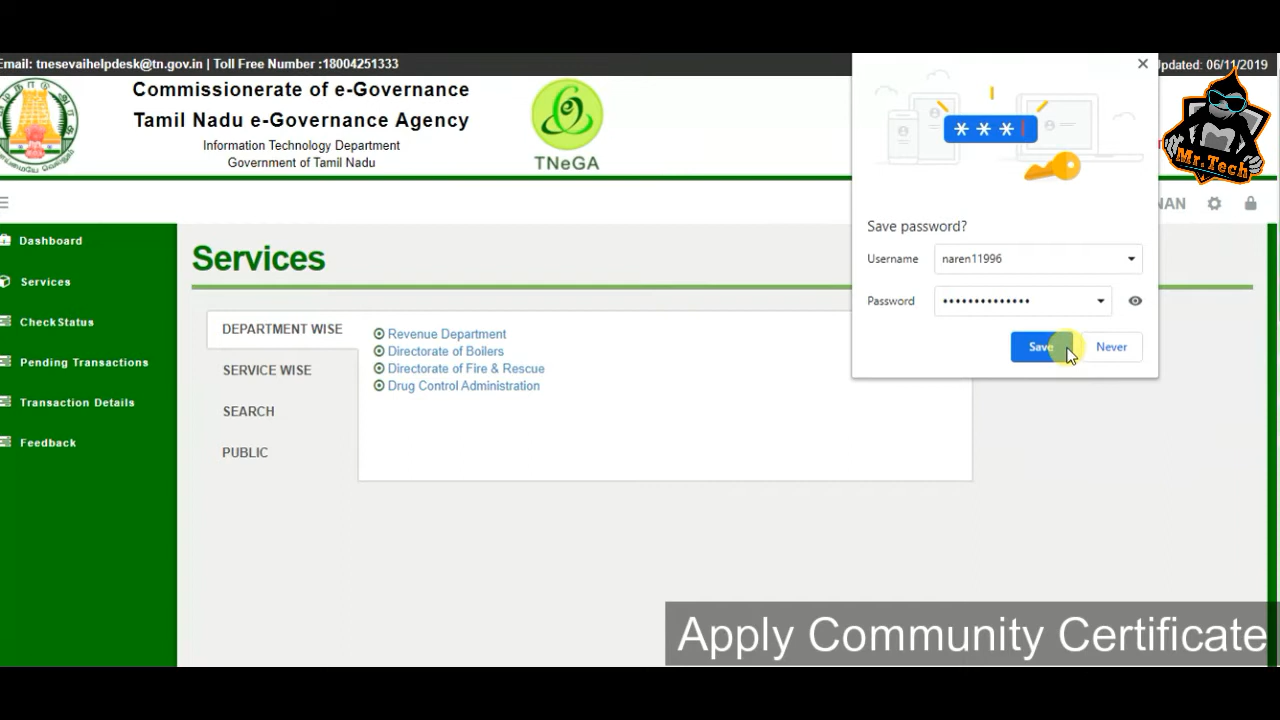 Email: tnesevaihelpdesk@tn.gov.in | Toll Free Number :18004251333
Updated: 06/11/2019
Commissionerate of e-Governance
Tamil Nadu e-Governance Agency
Information Technology Department
Government of Tamil Nadu
TNeGA
Mr.Tech
NAN
Dashboard
Services
CheckStatus
Pending Transactions
Transaction Details
Feedback
Services
DEPARTMENT WISE
SERVICE WISE
SEARCH
PUBLIC
Revenue Department
Directorate of Boilers
Directorate of Fire & Rescue
Drug Control Administration
Save password?
Username naren11996
Password ••••••••••••••
Save Never
Apply Community Certificate